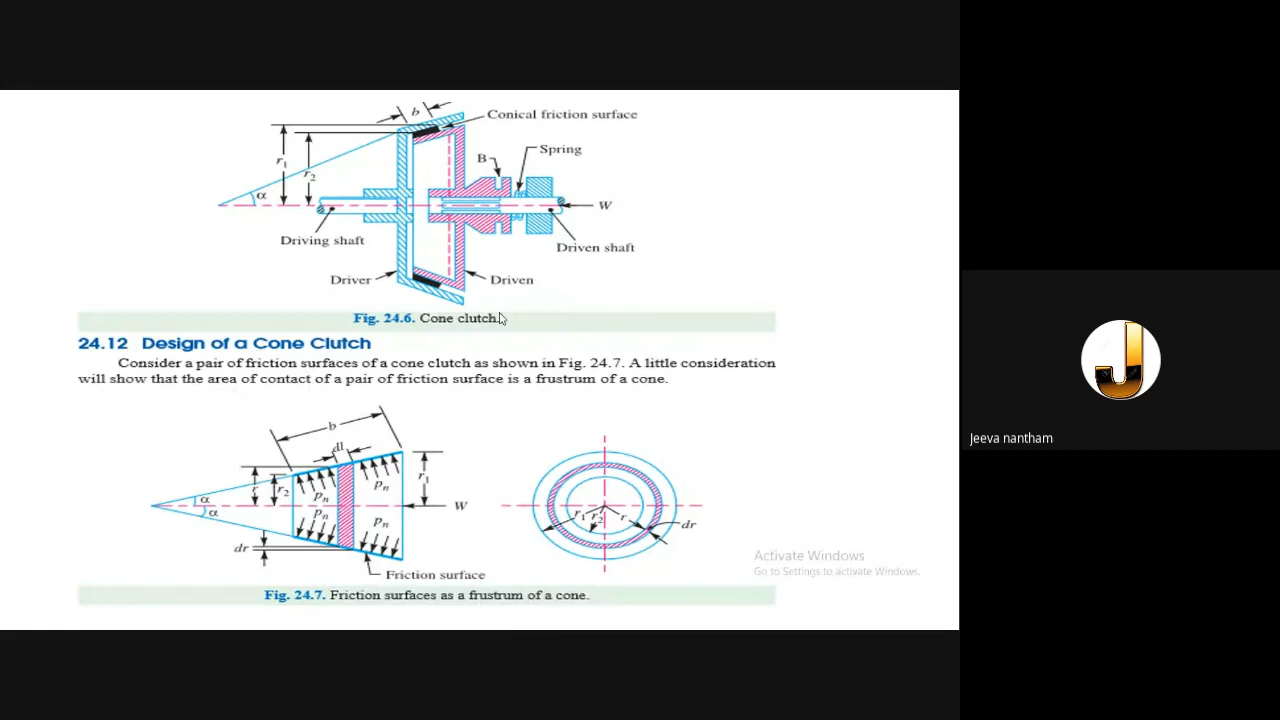 b
Conical friction surface
r1
r2
B
Spring
α
W
Driving shaft
Driven shaft
Driver
Driven
Fig. 24.6. Cone clutch.
24.12 Design of a Cone Clutch
Consider a pair of friction surfaces of a cone clutch as shown in Fig. 24.7. A little consideration
will show that the area of contact of a pair of friction surface is a frustrum of a cone.
b
dl
r
r2
pn
pn
r1
α
α
W
pn
pn
dr
Friction surface
r1 r2 r
dr
Fig. 24.7. Friction surfaces as a frustrum of a cone.
Activate Windows
Go to Settings to activate Windows.
J
Jeeva nantham